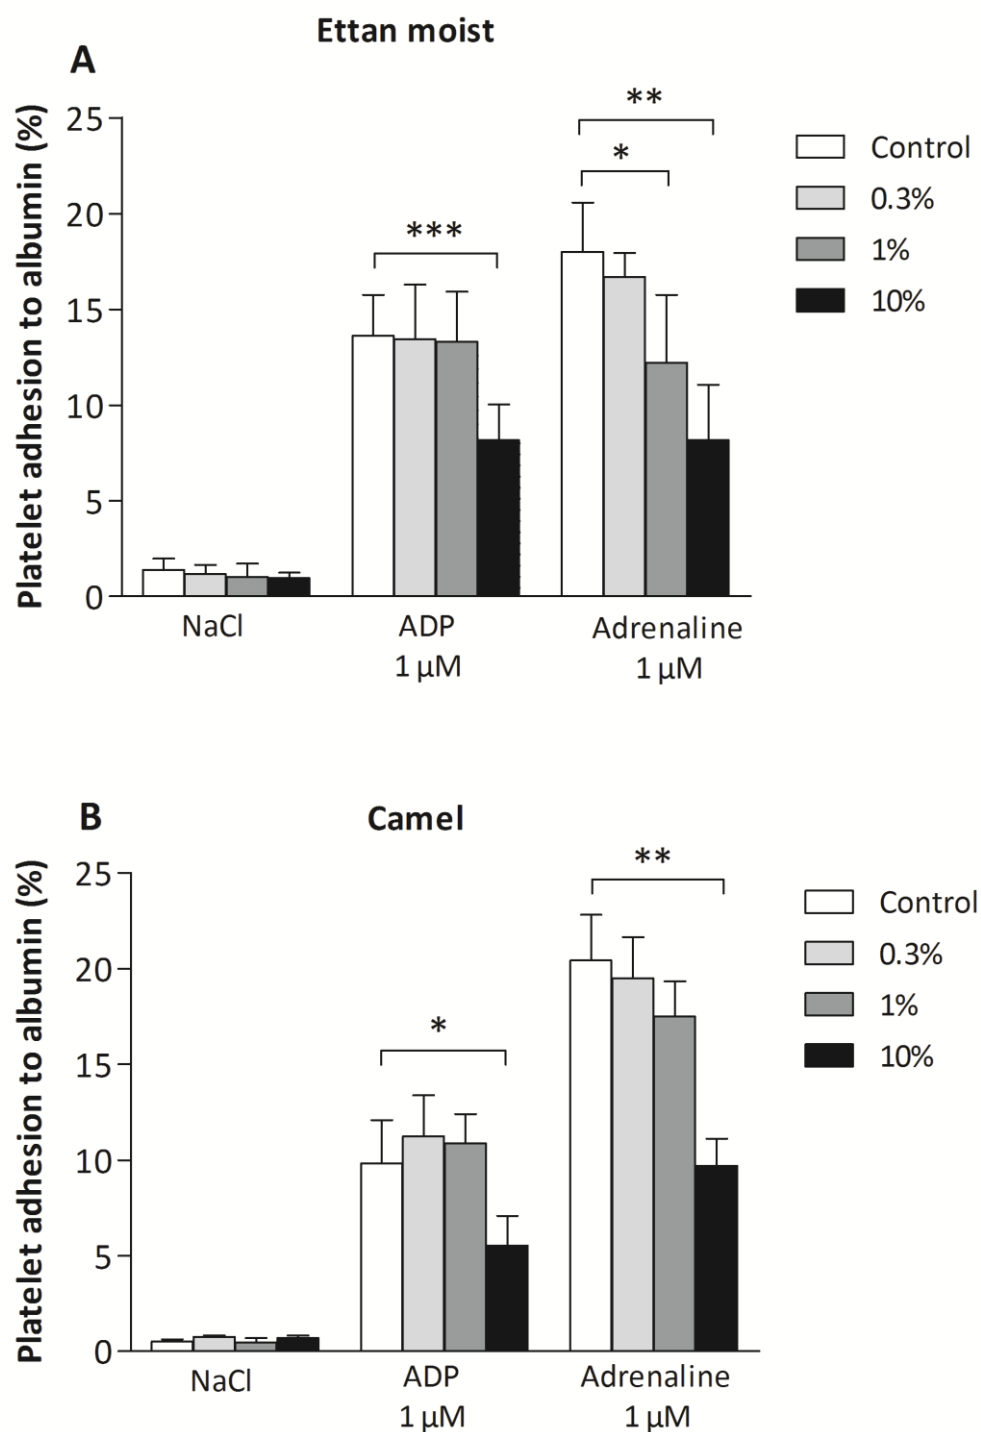 Ettan moist
A
Platelet adhesion to albumin (%)
25
20
15
10
5
0
***
*
**
Control
0.3%
1%
10%
NaCl
ADP
1 µM
Adrenaline
1 µM
B
Camel
Platelet adhesion to albumin (%)
25
20
15
10
5
0
*
**
Control
0.3%
1%
10%
NaCl
ADP
1 µM
Adrenaline
1 µM